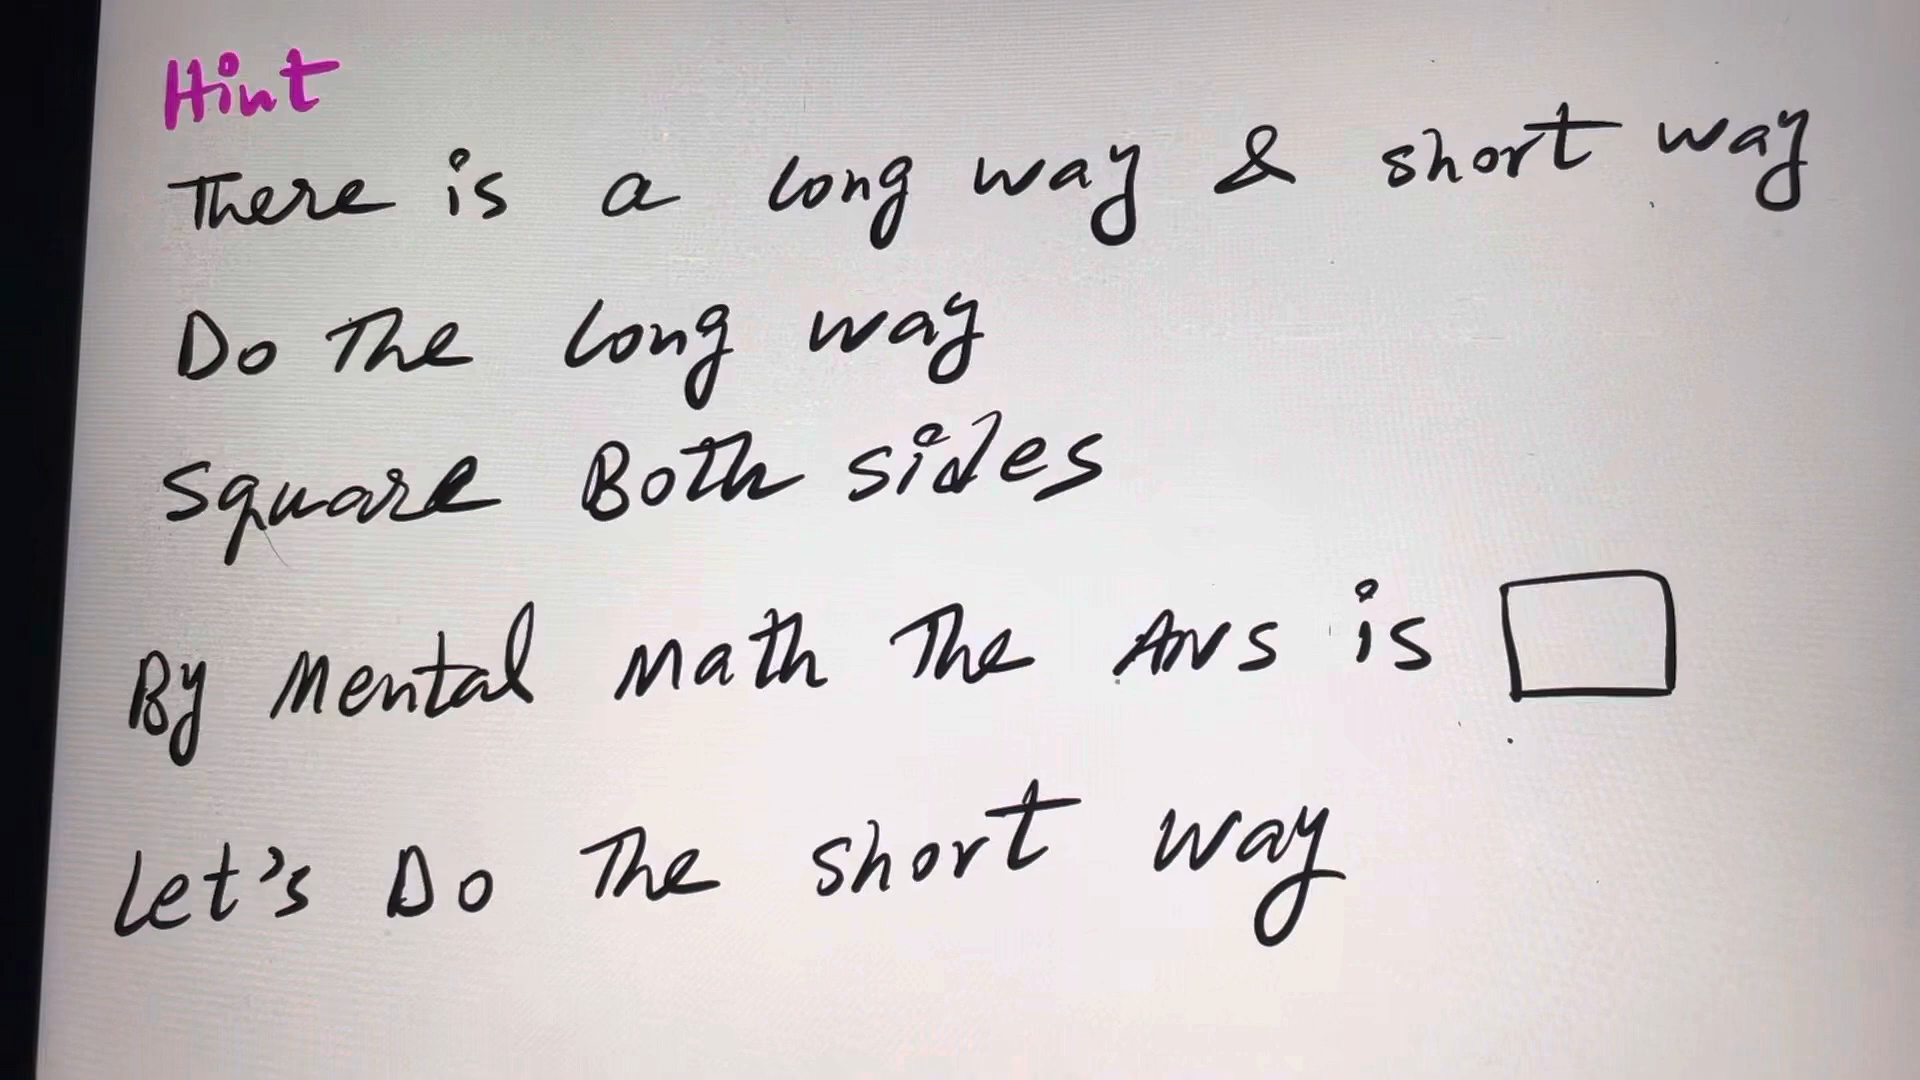 Hint
There is a long way & short way
Do The long way
Square Both sides
By Mental Math The Ans is
Let's Do The short way